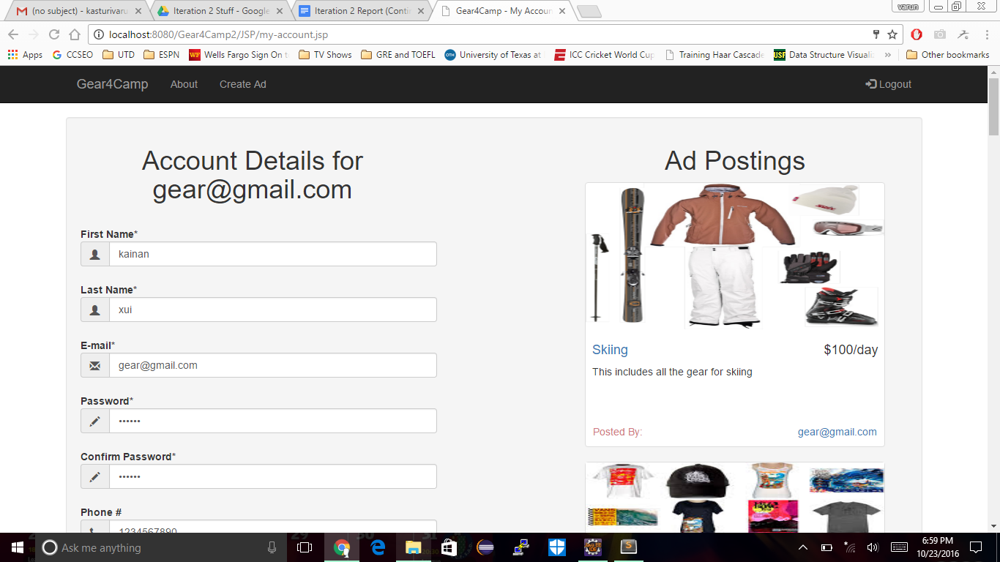 (no subject) - kasturivaru
Iteration 2 Stuff - Google
Iteration 2 Report (Conti
Gear4Camp - My Accoun
varun
localhost:8080/Gear4Camp2/JSP/my-account.jsp
Apps
CCSEO
UTD
ESPN
Wells Fargo Sign On t
TV Shows
GRE and TOEFL
University of Texas at
ICC Cricket World Cup
Training Haar Cascade
Data Structure Visuali
»
Other bookmarks
Gear4Camp
About
Create Ad
Logout
Account Details for
gear@gmail.com
First Name*
kainan
Last Name*
xui
E-mail*
gear@gmail.com
Password*
••••••
Confirm Password*
••••••
Phone #
1234567890
Ad Postings
Skiing
$100/day
This includes all the gear for skiing
Posted By:
gear@gmail.com
Ask me anything
6:59 PM
10/23/2016